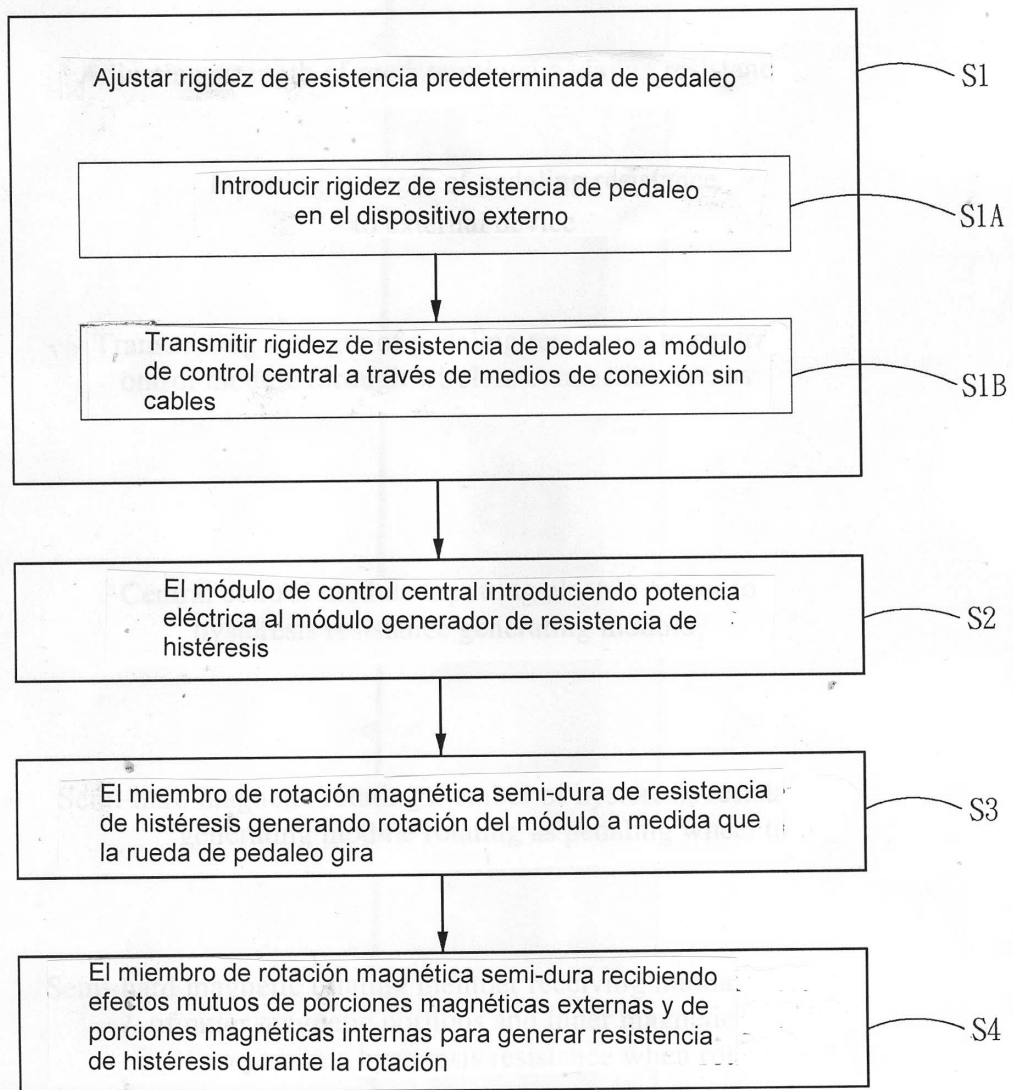 Ajustar rigidez de resistencia predeterminada de pedaleo
S1
Introducir rigidez de resistencia de pedaleo
en el dispositivo externo
S1A
Transmitir rigidez de resistencia de pedaleo a módulo
de control central a través de medios de conexión sin
cables
S1B
El módulo de control central introduciendo potencia
eléctrica al módulo generador de resistencia de
histéresis
S2
El miembro de rotación magnética semi-dura de resistencia
de histéresis generando rotación del módulo a medida que
la rueda de pedaleo gira
S3
El miembro de rotación magnética semi-dura recibiendo
efectos mutuos de porciones magnéticas externas y de
porciones magnéticas internas para generar resistencia
de histéresis durante la rotación
S4